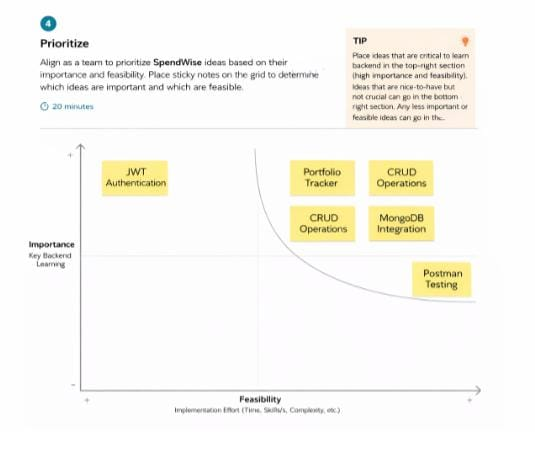 4
Prioritize
Align as a team to prioritize SpendWise ideas based on their
importance and feasibility. Place sticky notes on the grid to determine
which ideas are important and which are feasible.
20 minutes
TIP
Place ideas that are critical to learn
backend in the top-right section
(high importance and feasibility).
Ideas that are nice-to-have but
not crucial can go in the bottom
right section. Any less important or
feasible ideas can go in the..
+
JWT
Authentication
Portfolio
Tracker
CRUD
Operations
CRUD
Operations
MongoDB
Integration
Postman
Testing
Importance
Key Backend
Learning
-
+
Feasibility
+
Implementation Effort (Time, Skills/s, Complexity, etc.)